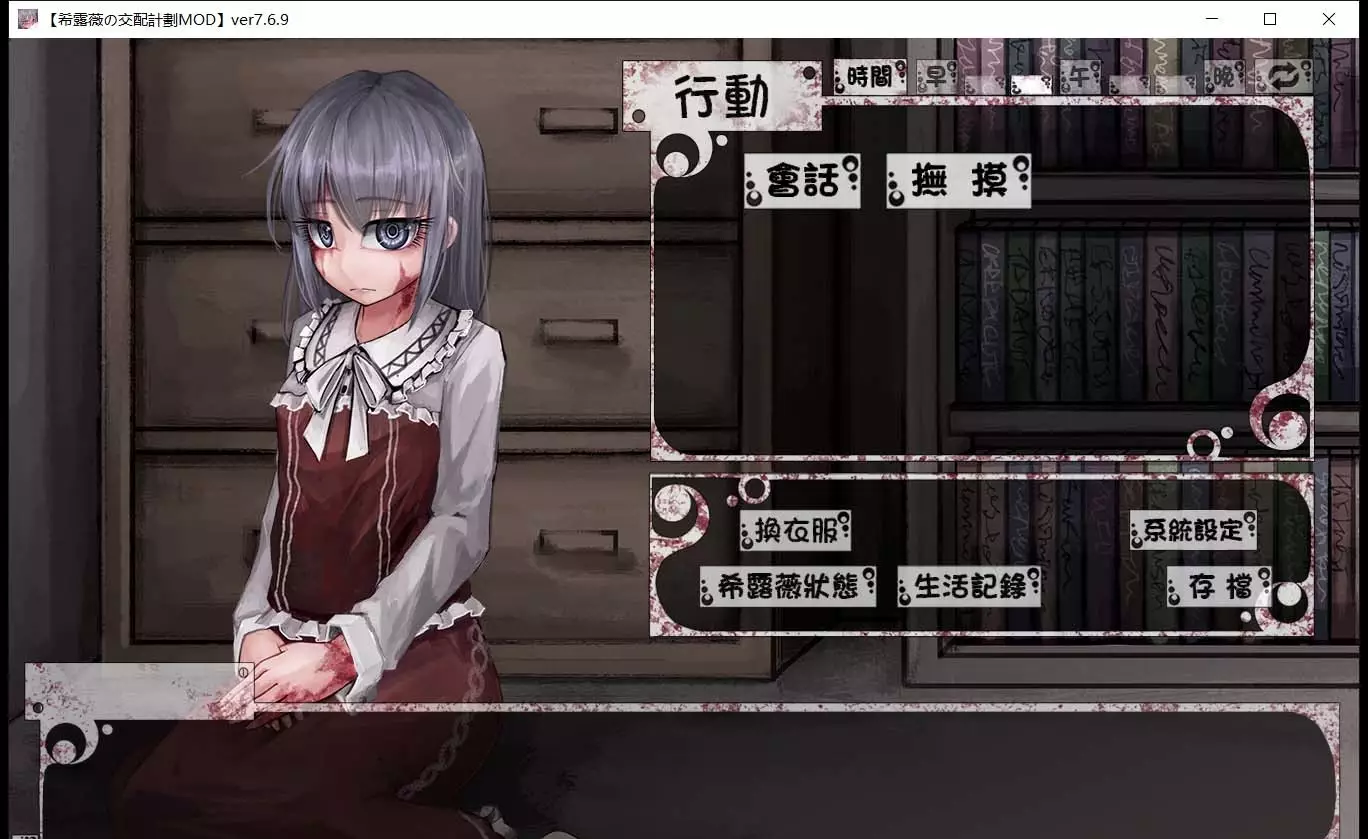 【希露薇の交配計劃MOD】ver7.6.9
行動
時間 早 午 晚
會話 撫摸
換衣服 系統設定
希露薇狀態 生活記錄 存檔